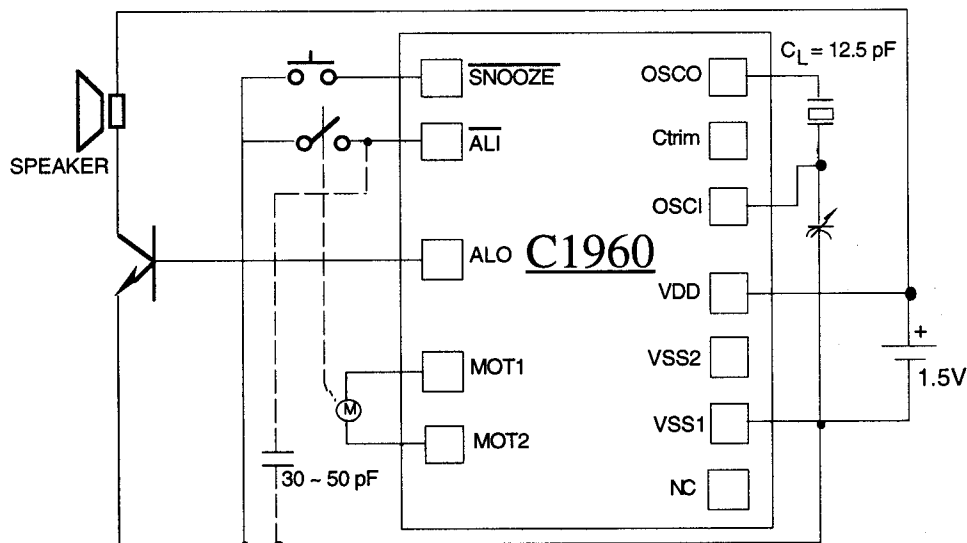 SPEAKER
SNOOZE
ALI
ALO
MOT1
MOT2
M
30 ~ 50 pF
C1960
OSCO
Ctrim
OSCI
VDD
VSS2
VSS1
NC
CL = 12.5 pF
+
1.5V